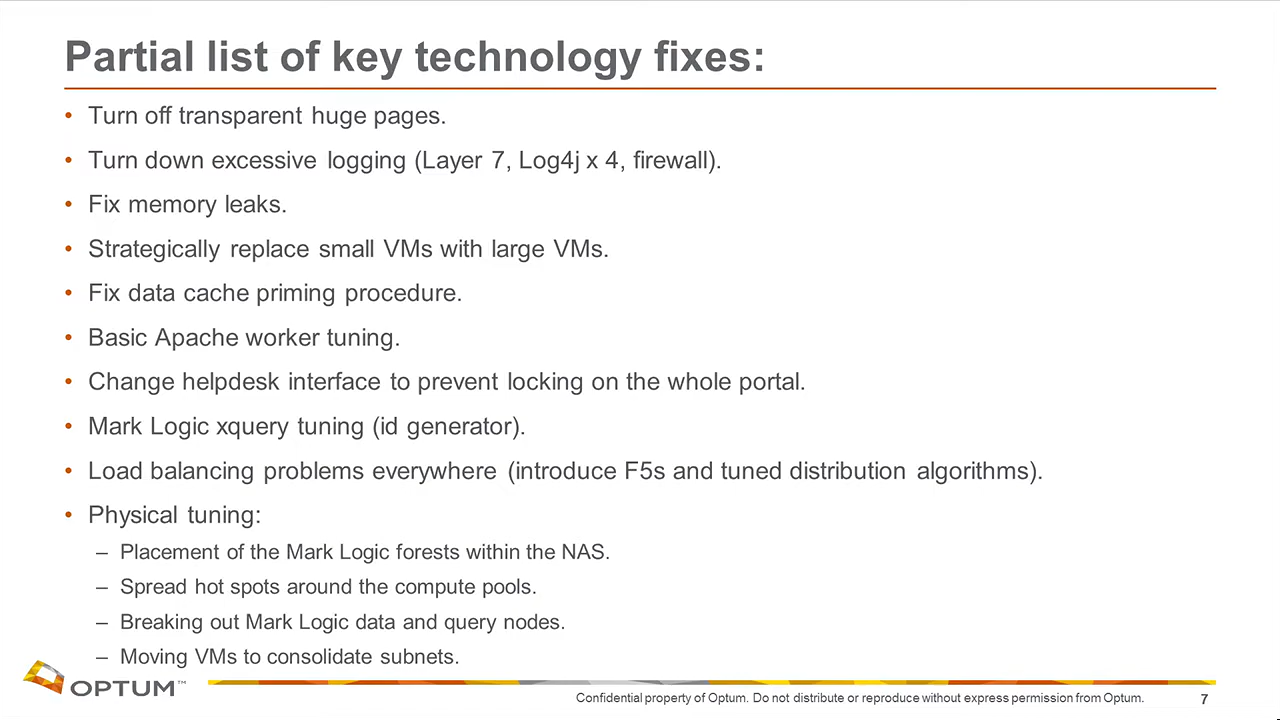 Partial list of key technology fixes:
• Turn off transparent huge pages.
• Turn down excessive logging (Layer 7, Log4j x 4, firewall).
• Fix memory leaks.
• Strategically replace small VMs with large VMs.
• Fix data cache priming procedure.
• Basic Apache worker tuning.
• Change helpdesk interface to prevent locking on the whole portal.
• Mark Logic xquery tuning (id generator).
• Load balancing problems everywhere (introduce F5s and tuned distribution algorithms).
• Physical tuning:
– Placement of the Mark Logic forests within the NAS.
– Spread hot spots around the compute pools.
– Breaking out Mark Logic data and query nodes.
– Moving VMs to consolidate subnets.
OPTUM™
Confidential property of Optum. Do not distribute or reproduce without express permission from Optum.
7